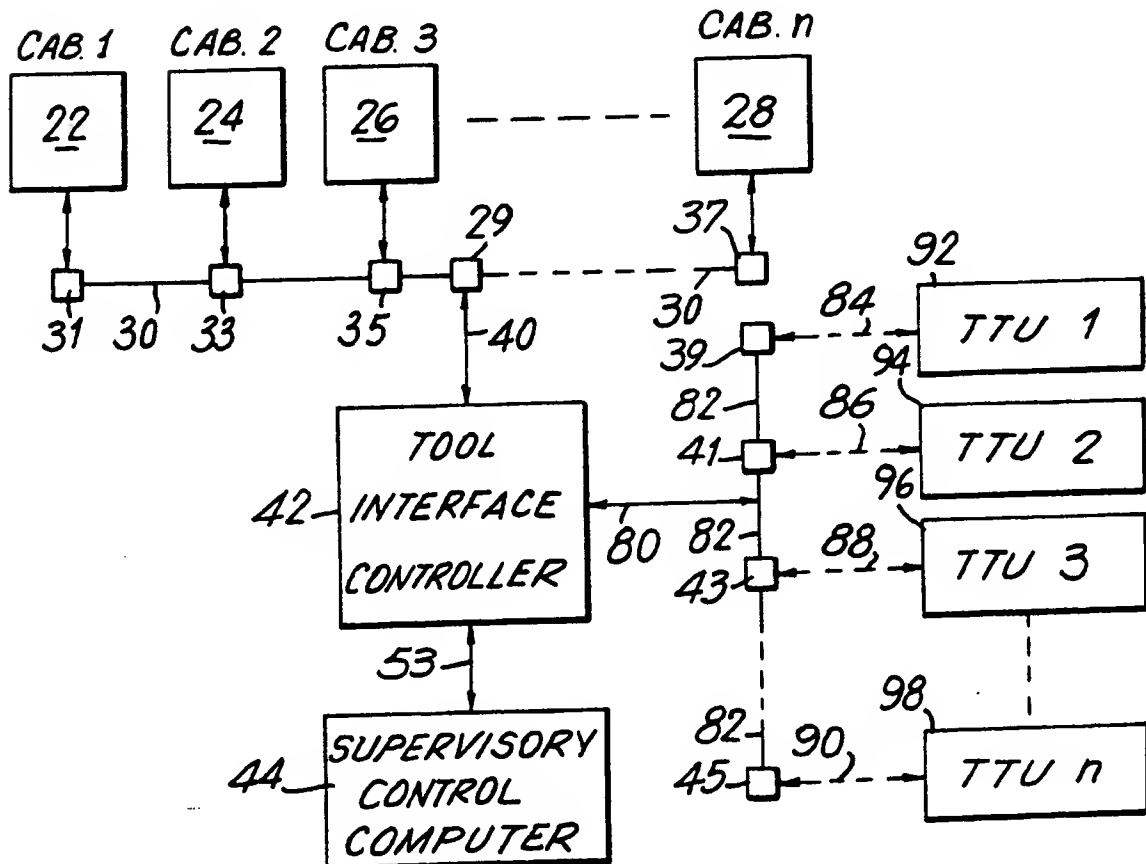 CAB. 1 CAB. 2 CAB. 3 CAB. n
22 24 26 28
29 37
31 30 33 35 30
40
92
84 TTU 1
39
94
82 86 TTU 2
41
96
42 TOOL INTERFACE CONTROLLER
80 82 88 TTU 3
43
53
98
82 90 TTU n
45
44 SUPERVISORY CONTROL COMPUTER